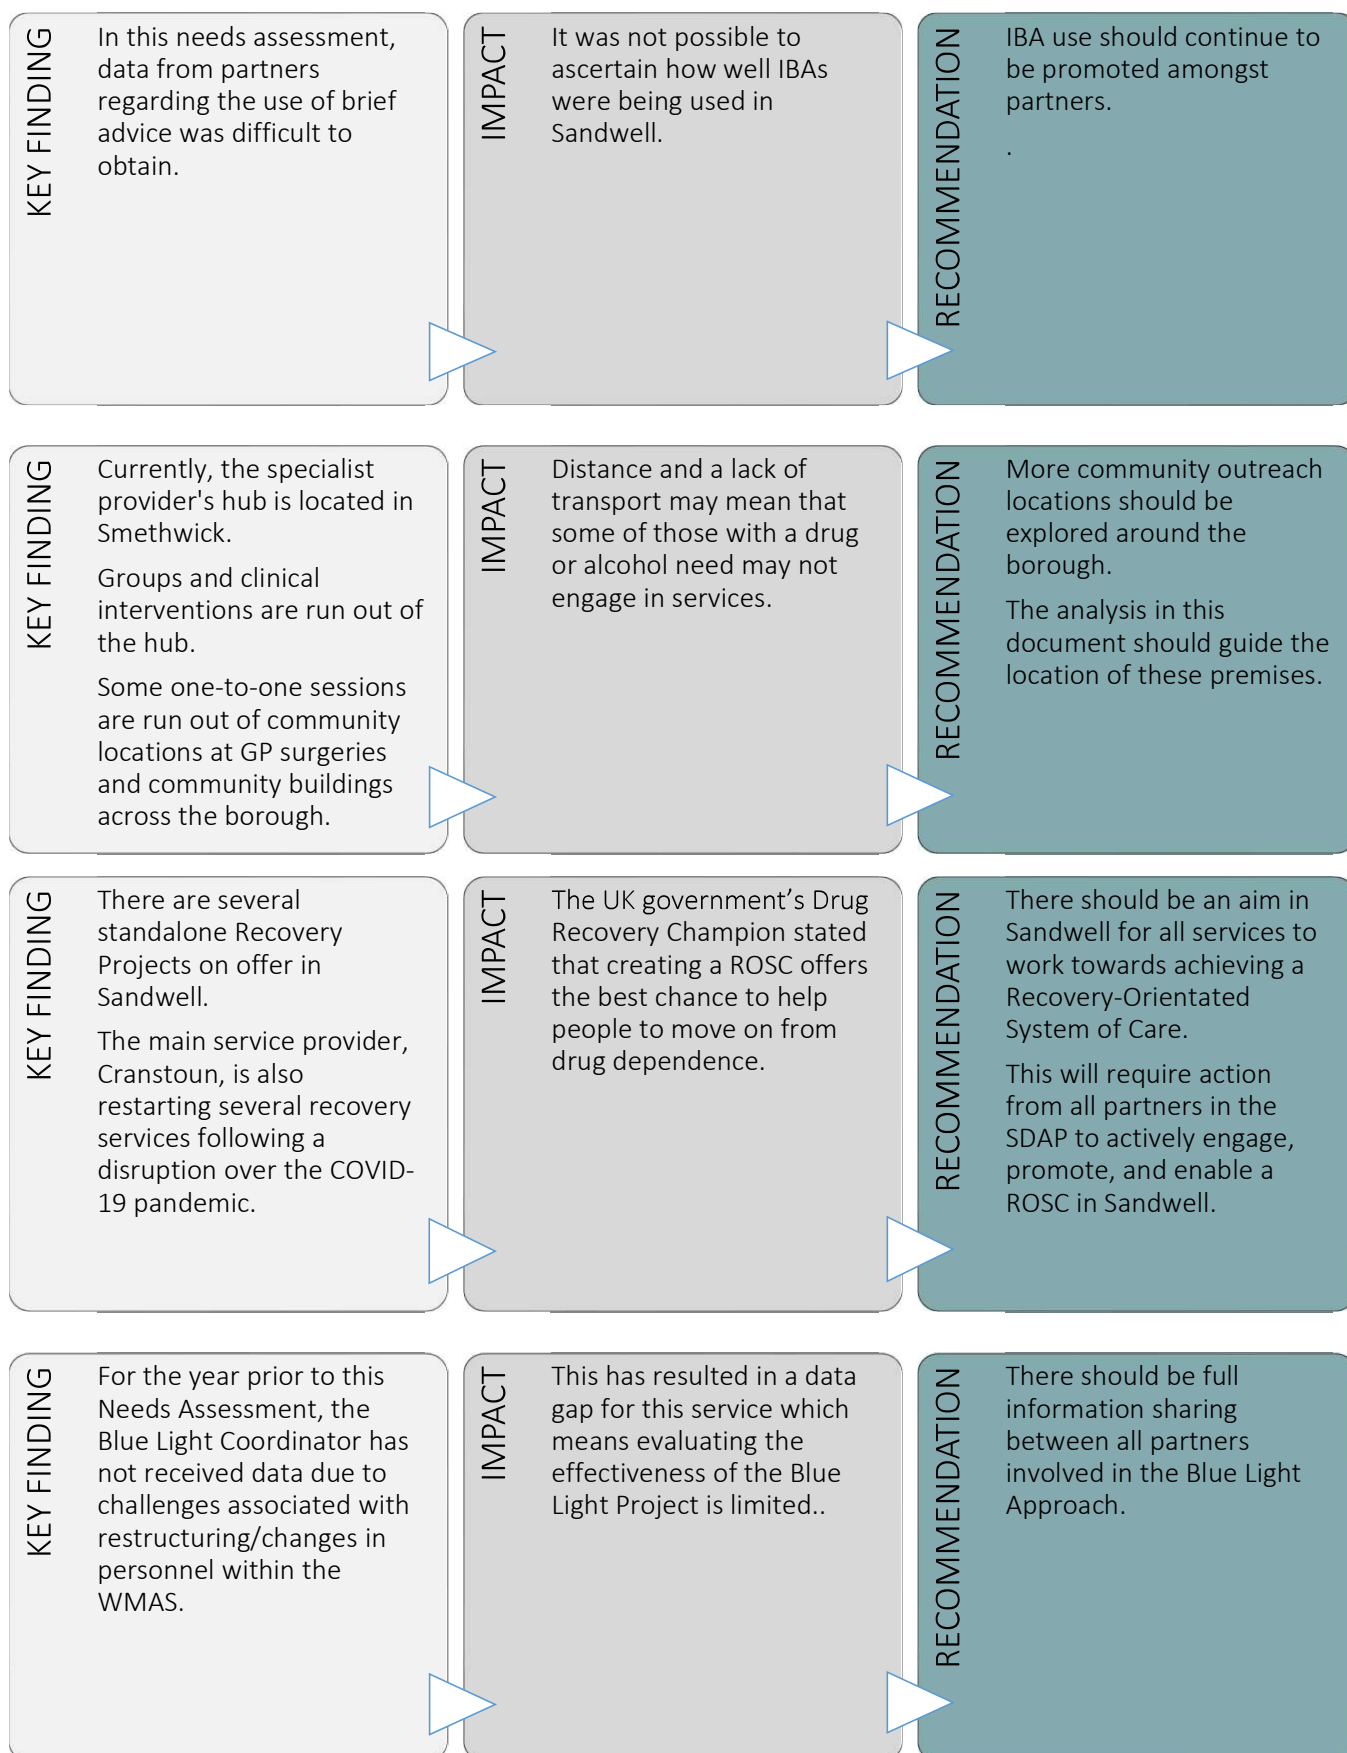 KEY FINDING
In this needs assessment,
data from partners
regarding the use of brief
advice was difficult to
obtain.
IMPACT
It was not possible to
ascertain how well IBAs
were being used in
Sandwell.
RECOMMENDATION
IBA use should continue to
be promoted amongst
partners.
.
KEY FINDING
Currently, the specialist
provider's hub is located in
Smethwick.
Groups and clinical
interventions are run out of
the hub.
Some one-to-one sessions
are run out of community
locations at GP surgeries
and community buildings
across the borough.
IMPACT
Distance and a lack of
transport may mean that
some of those with a drug
or alcohol need may not
engage in services.
RECOMMENDATION
More community outreach
locations should be
explored around the
borough.
The analysis in this
document should guide the
location of these premises.
KEY FINDING
There are several
standalone Recovery
Projects on offer in
Sandwell.
The main service provider,
Cranstoun, is also
restarting several recovery
services following a
disruption over the COVID-
19 pandemic.
IMPACT
The UK government’s Drug
Recovery Champion stated
that creating a ROSC offers
the best chance to help
people to move on from
drug dependence.
RECOMMENDATION
There should be an aim in
Sandwell for all services to
work towards achieving a
Recovery-Orientated
System of Care.
This will require action
from all partners in the
SDAP to actively engage,
promote, and enable a
ROSC in Sandwell.
KEY FINDING
For the year prior to this
Needs Assessment, the
Blue Light Coordinator has
not received data due to
challenges associated with
restructuring/changes in
personnel within the
WMAS.
IMPACT
This has resulted in a data
gap for this service which
means evaluating the
effectiveness of the Blue
Light Project is limited..
RECOMMENDATION
There should be full
information sharing
between all partners
involved in the Blue Light
Approach.